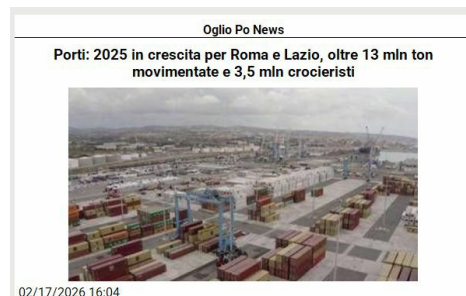 Oglio Po News
Porti: 2025 in crescita per Roma e Lazio, oltre 13 mln ton
movimentate e 3,5 mln crocieristi
02/17/2026 16:04